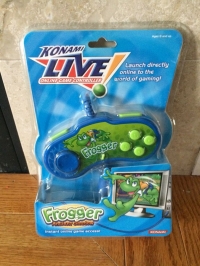 KONAMI
LIVE!
ONLINE GAME CONTROLLER
Launch directly
online to the
world of gaming!
Frogger
Frogger
Instant online game access!
KONAMI